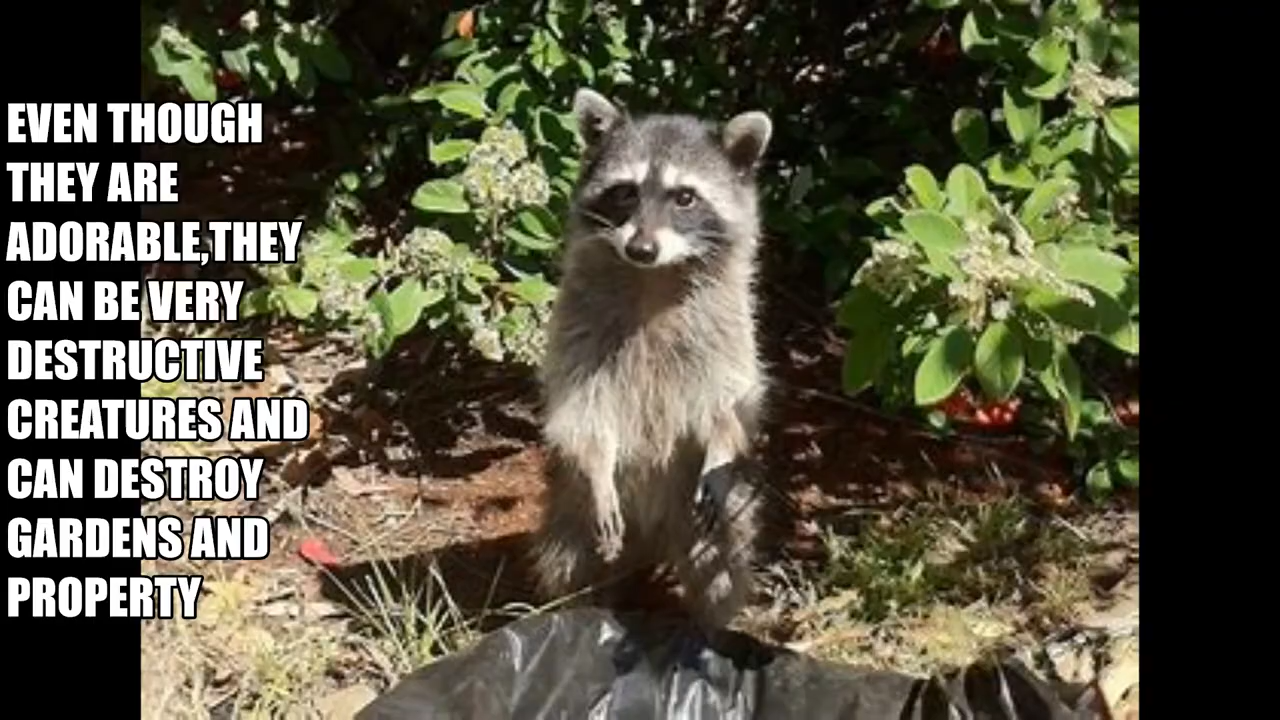 EVEN THOUGH
THEY ARE
ADORABLE,THEY
CAN BE VERY
DESTRUCTIVE
CREATURES AND
CAN DESTROY
GARDENS AND
PROPERTY